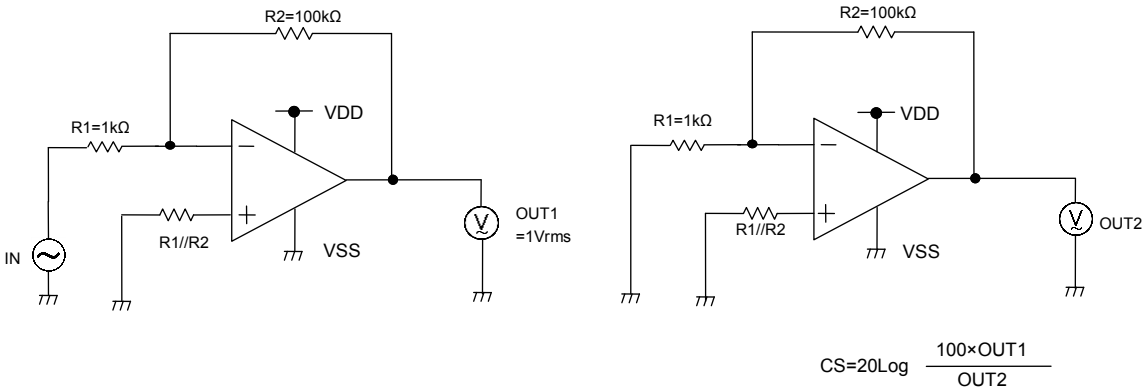 R2=100kΩ
VDD
R1=1kΩ
R1//R2
VSS
IN
OUT1
=1Vrms
V
R2=100kΩ
VDD
R1=1kΩ
R1//R2
VSS
V
OUT2
CS=20Log 100×OUT1
OUT2